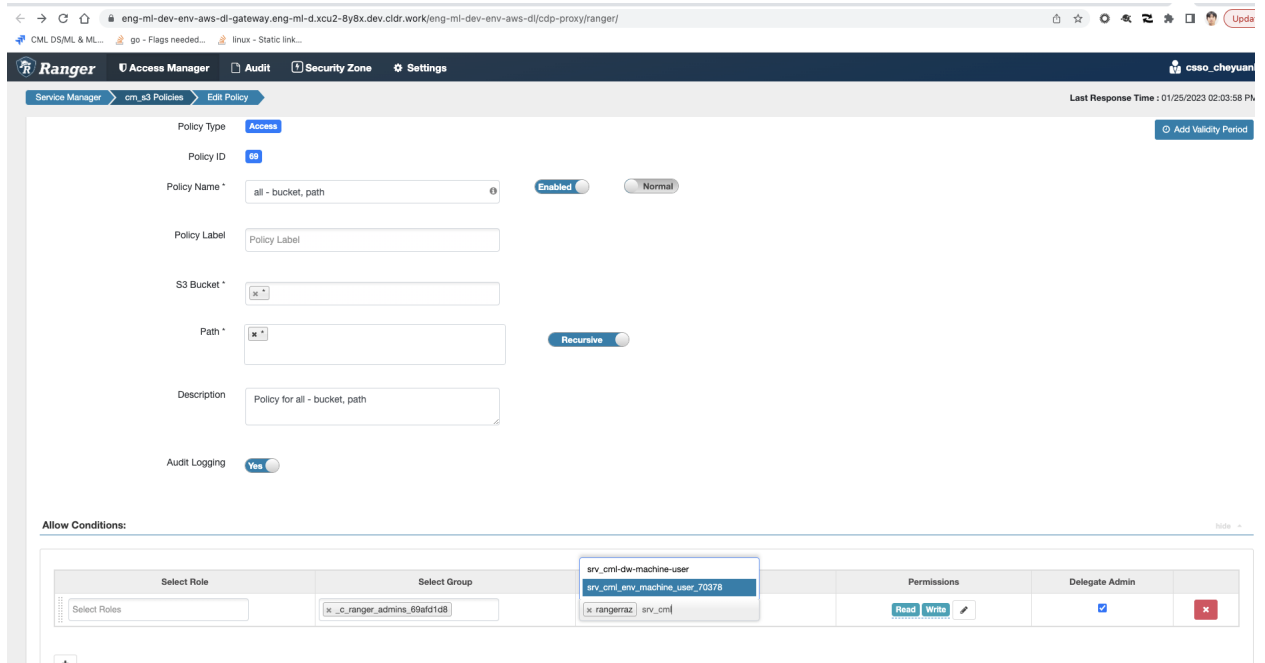 eng-ml-dev-env-aws-dl-gateway.eng-ml-d.xcu2-8y8x.dev.cldr.work/eng-ml-dev-env-aws-dl/cdp-proxy/ranger/
Upda
CML DS/ML & ML... go - Flags needed... linux - Static link...
Ranger Access Manager Audit Security Zone Settings csso_cheyuanl
Service Manager cm_s3 Policies Edit Policy Last Response Time : 01/25/2023 02:03:58 PM
Policy Type Access Add Validity Period
Policy ID 69
Policy Name * all - bucket, path Enabled Normal
Policy Label Policy Label
S3 Bucket * × *
Path * × * Recursive
Description Policy for all - bucket, path
Audit Logging Yes
Allow Conditions: hide
srv_cml-dw-machine-user
Select Role Select Group srv_cml_env_machine_user_70378 Permissions Delegate Admin
Select Roles × _c_ranger_admins_69afd1d8 × rangerraz srv_cml Read Write ×